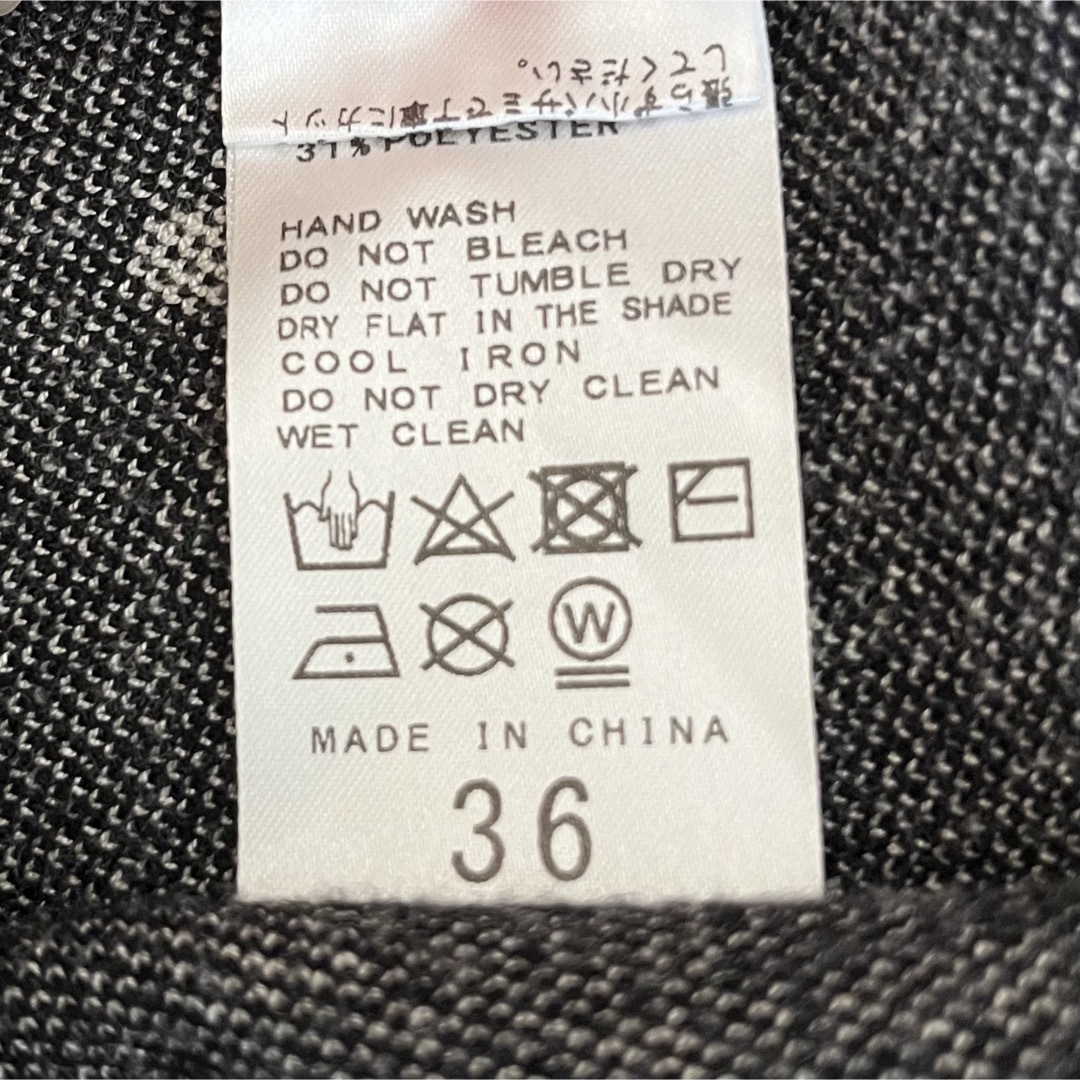 POLYESTER
HAND WASH
DO NOT BLEACH
DO NOT TUMBLE DRY
DRY FLAT IN THE SHADE
COOL IRON
DO NOT DRY CLEAN
WET CLEAN
W
MADE IN CHINA
36